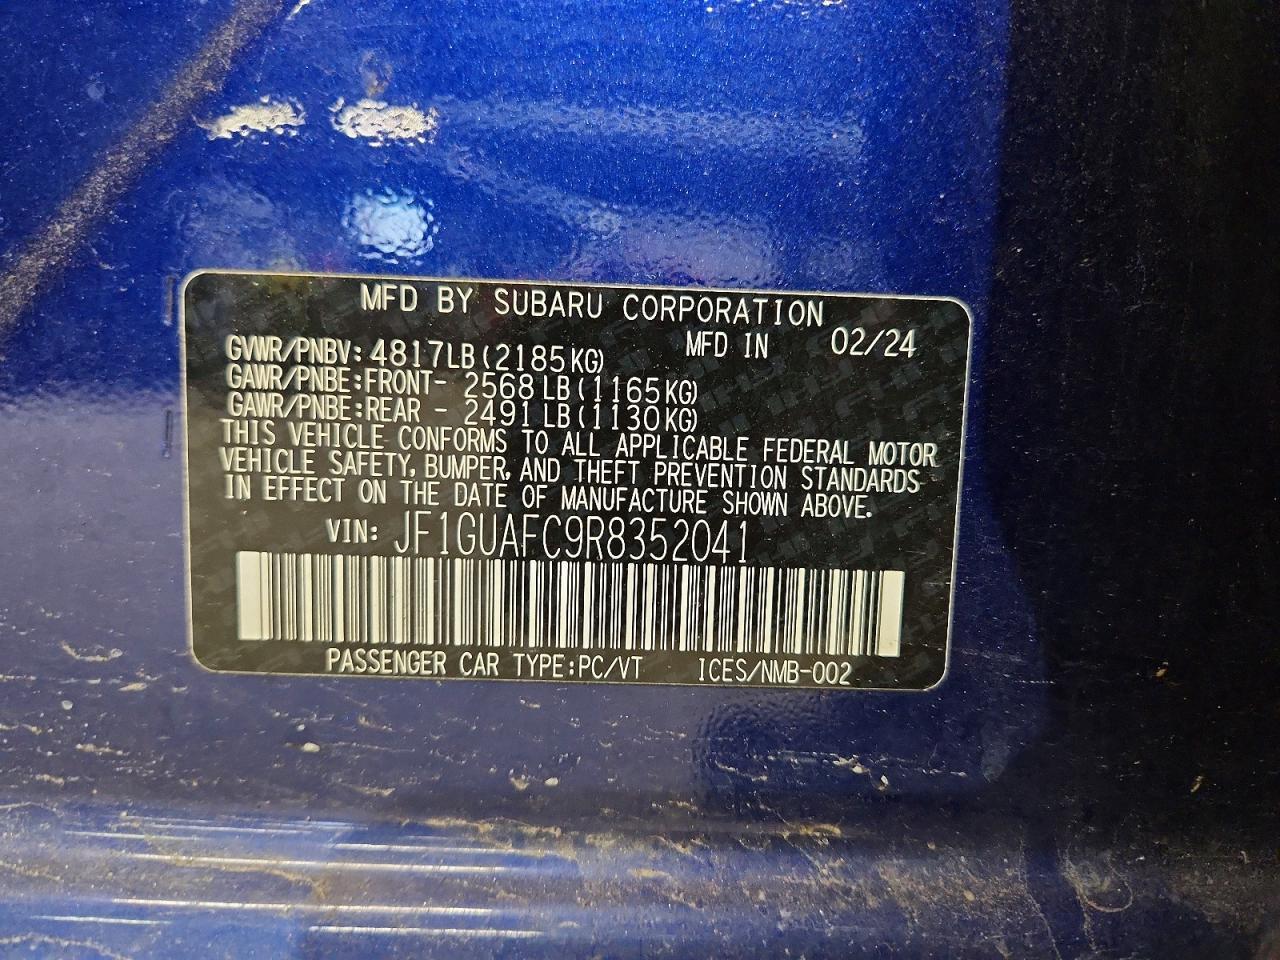 MFD BY SUBARU CORPORATION
MFD IN 02/24
GVWR/PNBV: 4817LB(2185KG)
GAWR/PNBE:FRONT- 2568 LB(1165KG)
GAWR/PNBE:REAR - 2491 LB(1130KG)
THIS VEHICLE CONFORMS TO ALL APPLICABLE FEDERAL MOTOR
VEHICLE SAFETY, BUMPER, AND THEFT PREVENTION STANDARDS
IN EFFECT ON THE DATE OF MANUFACTURE SHOWN ABOVE.
VIN: JF1GUAFC9R8352041
PASSENGER CAR TYPE:PC/VT ICES/NMB-002